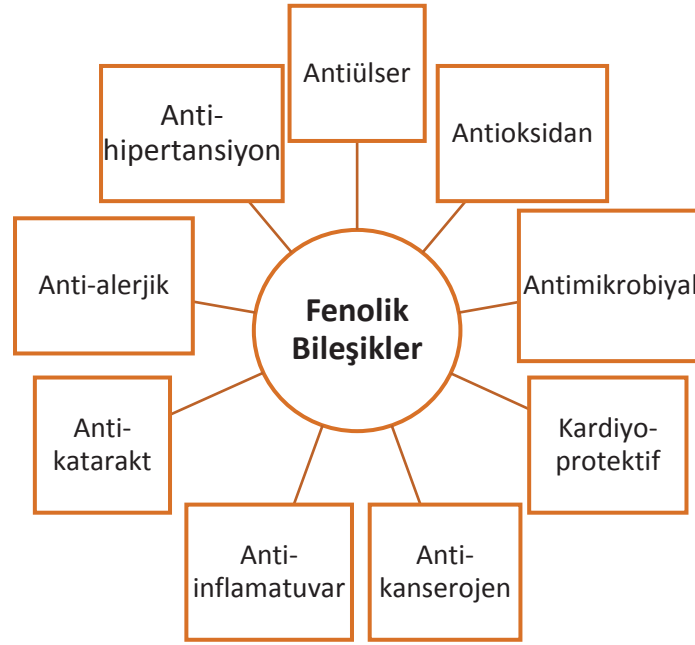 Antiülser
Anti-
hipertansiyon
Antioksidan
Anti-alerjik
Antimikrobiyal
Fenolik
Bileşikler
Anti-
katarakt
Kardiyo-
protektif
Anti-
inflamatuvar
Anti-
kanserojen